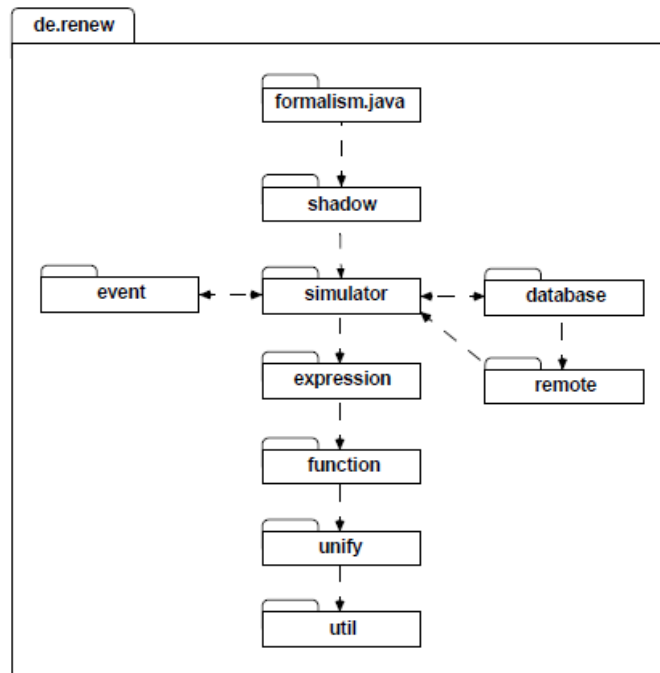 de.renew
formalism.java
shadow
event
simulator
database
expression
remote
function
unify
util